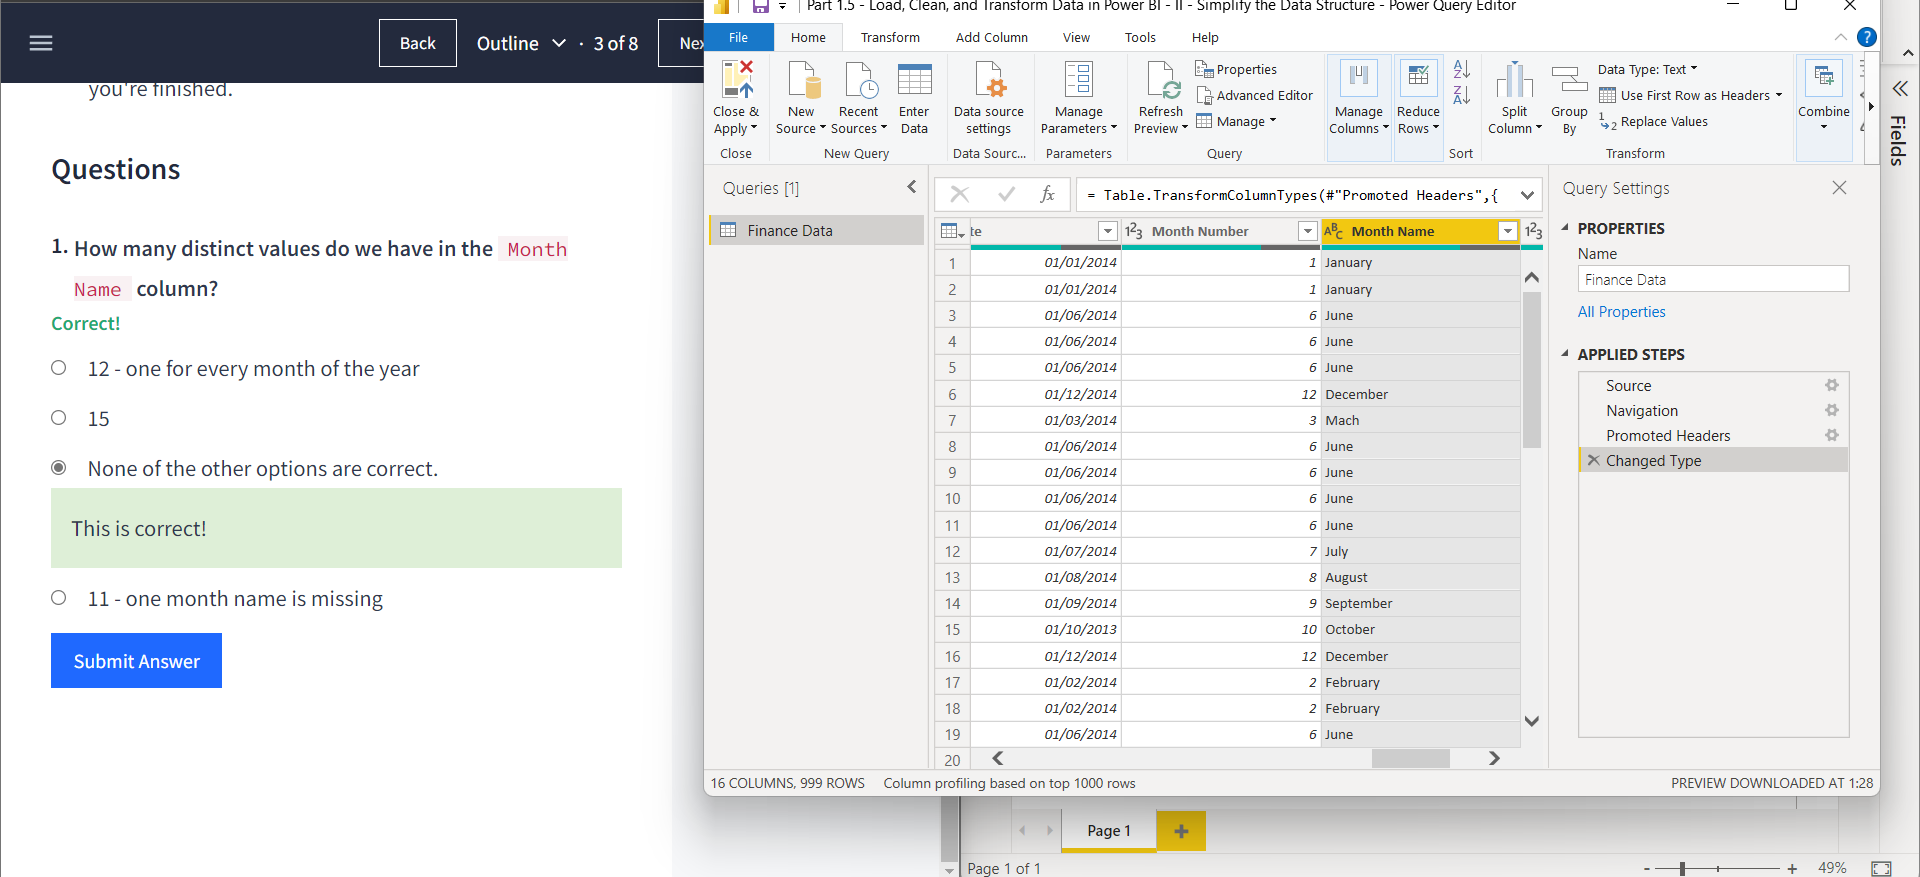 Back
Outline
· 3 of 8
Nex
you're finished.
Questions
1. How many distinct values do we have in the Month
Name column?
Correct!
12 - one for every month of the year
15
None of the other options are correct.
This is correct!
11 - one month name is missing
Submit Answer
Part 1.5 - Load, Clean, and Transform Data in Power BI - II - Simplify the Data Structure - Power Query Editor
File
Home
Transform
Add Column
View
Tools
Help
?
Close &
Apply
Close
New
Source
Recent
Sources
Enter
Data
New Query
Data source
settings
Data Sourc...
Manage
Parameters
Parameters
Refresh
Preview
Properties
Advanced Editor
Manage
Query
Manage
Columns
Reduce
Rows
Sort
Split
Column
Group
By
Data Type: Text
Use First Row as Headers
Replace Values
Transform
Combine
Fields
Queries [1]
Finance Data
fx
= Table.TransformColumnTypes(#"Promoted Headers",{
te 123 Month Number ABC Month Name 123
1 01/01/2014 1 January
2 01/01/2014 1 January
3 01/06/2014 6 June
4 01/06/2014 6 June
5 01/06/2014 6 June
6 01/12/2014 12 December
7 01/03/2014 3 Mach
8 01/06/2014 6 June
9 01/06/2014 6 June
10 01/06/2014 6 June
11 01/06/2014 6 June
12 01/07/2014 7 July
13 01/08/2014 8 August
14 01/09/2014 9 September
15 01/10/2013 10 October
16 01/12/2014 12 December
17 01/02/2014 2 February
18 01/02/2014 2 February
19 01/06/2014 6 June
20
Query Settings
PROPERTIES
Name
Finance Data
All Properties
APPLIED STEPS
Source
Navigation
Promoted Headers
Changed Type
16 COLUMNS, 999 ROWS
Column profiling based on top 1000 rows
PREVIEW DOWNLOADED AT 1:28
Page 1
Page 1 of 1
49%